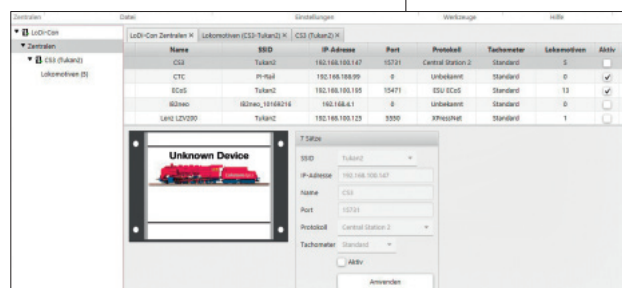 Zentralen Datei Einstellungen Werkzeuge Hilfe
LoDi-Con
Zentralen
CS3 (Tukan2)
Lokomotiven (5)
LoDi-Con Zentralen × Lokomotiven (CS3-Tukan2) × CS3 (Tukan2) ×
Name SSID IP-Adresse Port Protokoll Tachometer Lokomotiven Aktiv
CS3 Tukan2 192.168.100.147 15731 Central Station 2 Standard 5
CTC Pi-Rail 192.168.188.99 0 Unbekannt Standard 0
ECoS Tukan2 192.168.100.195 15471 ESU ECoS Standard 13
iB2neo iB2neo_10169216 192.168.4.1 0 Unbekannt Standard 0
Lenz LZV200 Tukan2 192.168.100.123 5550 XPressNet Standard 1
Unknown Device
7 Sätze
SSID Tukan2
IP-Adresse 192.168.100.147
Name CS3
Port 15731
Protokoll Central Station 2
Tachometer Standard
Aktiv
Anwenden